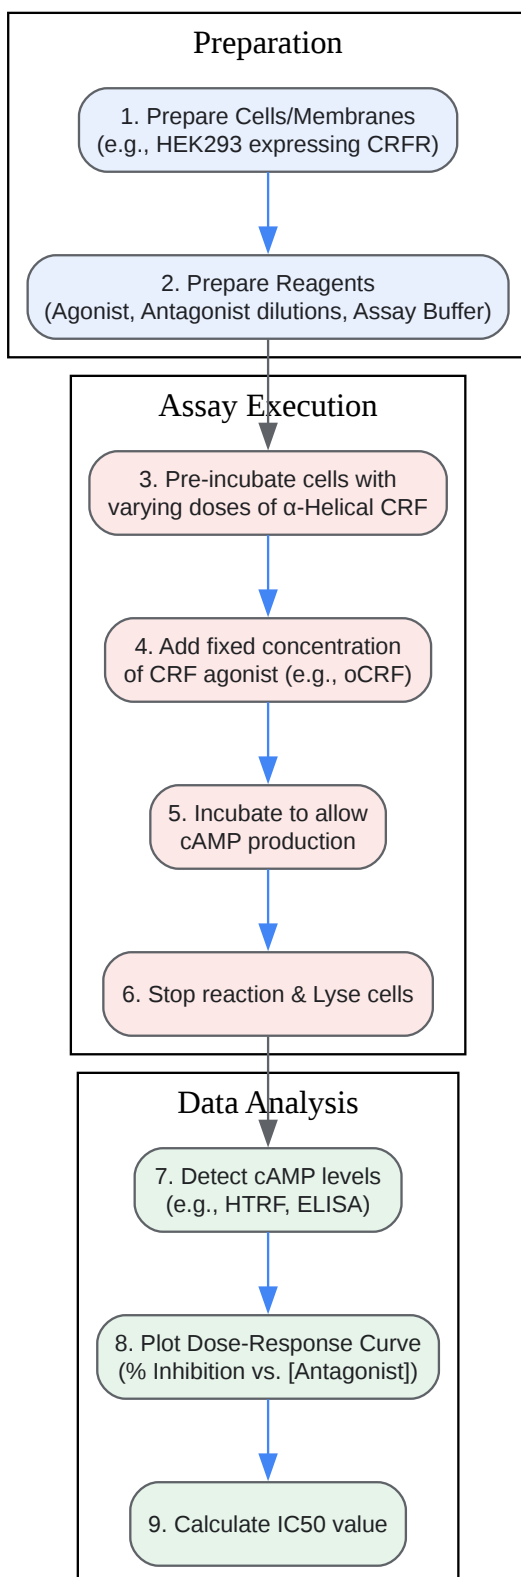 Preparation
1. Prepare Cells/Membranes
(e.g., HEK293 expressing CRFR)
2. Prepare Reagents
(Agonist, Antagonist dilutions, Assay Buffer)
Assay Execution
3. Pre-incubate cells with
varying doses of α-Helical CRF
4. Add fixed concentration
of CRF agonist (e.g., oCRF)
5. Incubate to allow
cAMP production
6. Stop reaction & Lyse cells
Data Analysis
7. Detect cAMP levels
(e.g., HTRF, ELISA)
8. Plot Dose-Response Curve
(% Inhibition vs. [Antagonist])
9. Calculate IC50 value